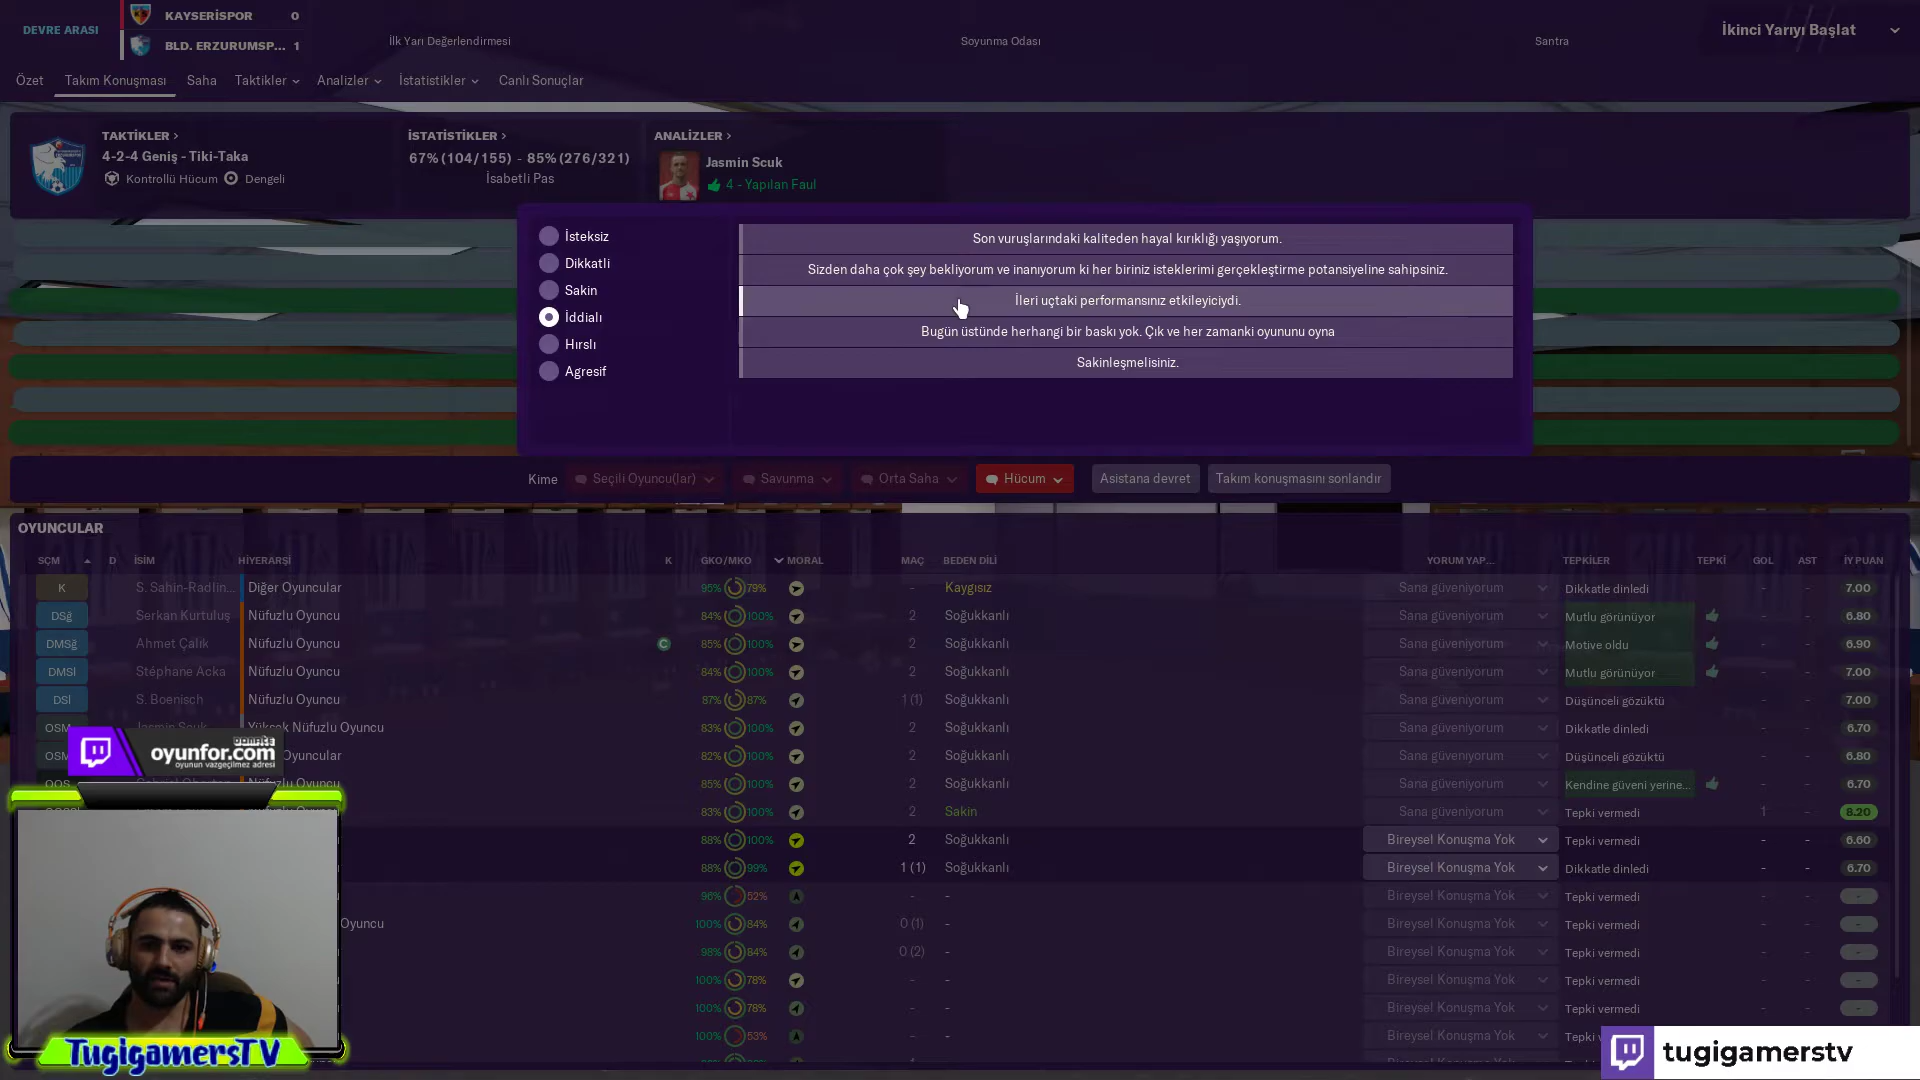 DEVRE ARASI
KAYSERİSPOR 0
BLD. ERZURUMSP... 1
İlk Yarı Değerlendirmesi
Soyunma Odası
Santra
İkinci Yarıyı Başlat
Özet Takım Konuşması Saha Taktikler Analizler İstatistikler Canlı Sonuçlar
TAKTİKLER >
4-2-4 Geniş - Tiki-Taka
Kontrollü Hücum Dengeli
İSTATİSTİKLER >
67% (104/155) - 85% (276/321)
İsabetli Pas
ANALİZLER >
Jasmin Scuk
4 - Yapılan Faul
İsteksiz
Dikkatli
Sakin
İddialı
Hırslı
Agresif
Son vuruşlarındaki kaliteden hayal kırıklığı yaşıyorum.
Sizden daha çok şey bekliyorum ve inanıyorum ki her biriniz isteklerimi gerçekleştirme potansiyeline sahipsiniz.
İleri uçtaki performansınız etkileyiciydi.
Bugün üstünde herhangi bir baskı yok. Çık ve her zamanki oyununu oyna
Sakinleşmelisiniz.
Kime Seçili Oyuncu(lar) Savunma Orta Saha Hücum Asistana devret Takım konuşmasını sonlandır
OYUNCULAR
SÇM D İSİM HİYERARŞİ K GKO/MKO MORAL MAÇ BEDEN DİLİ YORUM YAP... TEPKİLER TEPKİ GOL AST İY PUAN
K S. Sahin-Radlin... Diğer Oyuncular 95% 79% - Kaygısız Sana güveniyorum Dikkatle dinledi - - 7.00
DSğ Serkan Kurtuluş Nüfuzlu Oyuncu 84% 100% 2 Soğukkanlı Sana güveniyorum Mutlu görünüyor - - 6.80
DMSğ Ahmet Çalık Nüfuzlu Oyuncu C 85% 100% 2 Soğukkanlı Sana güveniyorum Motive oldu - - 6.90
DMSl Stéphane Acka Nüfuzlu Oyuncu 84% 100% 2 Soğukkanlı Sana güveniyorum Mutlu görünüyor - - 7.00
DSl S. Boenisch Nüfuzlu Oyuncu 87% 87% 1 (1) Soğukkanlı Sana güveniyorum Düşünceli gözüktü - - 7.00
OSM Jasmin Scuk Yüksek Nüfuzlu Oyuncu 83% 100% 2 Soğukkanlı Sana güveniyorum Dikkatle dinledi - - 6.70
OSM Oyuncular 82% 100% 2 Soğukkanlı Sana güveniyorum Düşünceli gözüktü - - 6.80
OOS Nüfuzlu Oyuncu 85% 100% 2 Soğukkanlı Sana güveniyorum Kendine güveni yerine... - - 6.70
83% 100% 2 Sakin Sana güveniyorum Tepki vermedi 1 - 8.20
88% 100% 2 Soğukkanlı Bireysel Konuşma Yok Tepki vermedi - - 6.60
88% 99% 1 (1) Soğukkanlı Bireysel Konuşma Yok Dikkatle dinledi - - 6.70
96% 52% - - Bireysel Konuşma Yok Tepki vermedi - - -
Oyuncu 100% 84% 0 (1) - Bireysel Konuşma Yok Tepki vermedi - - -
98% 84% 0 (2) - Bireysel Konuşma Yok Tepki vermedi - - -
100% 78% - - Bireysel Konuşma Yok Tepki vermedi - - -
100% 78% - - Bireysel Konuşma Yok Tepki vermedi - - -
100% 53% - - Bireysel Konuşma Yok
oyunfor.com
DONATE
oyunun vazgeçilmez adresi
TugigamersTV
tugigamerstv